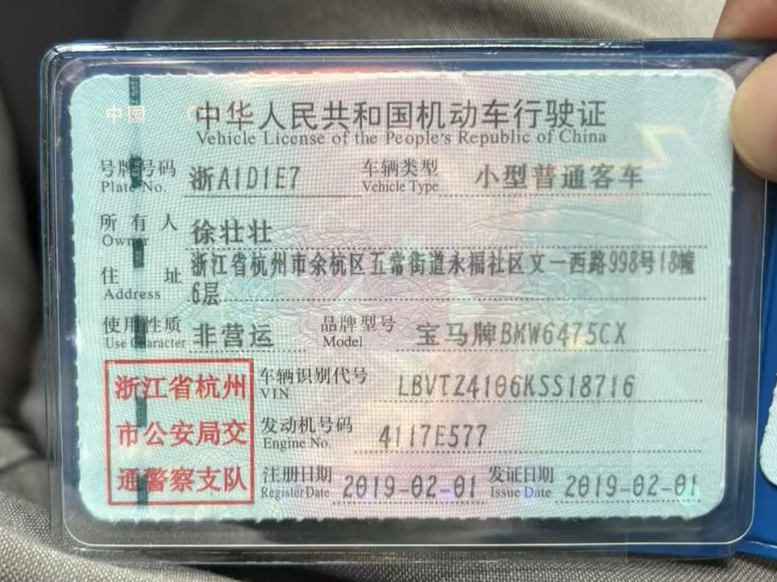 中国
中华人民共和国机动车行驶证
Vehicle License of the People's Republic of China
号牌号码 浙A1D1E7 车辆类型 小型普通客车
Plate No. Vehicle Type
所有人 徐壮壮
Owner
住址 浙江省杭州市余杭区五常街道永福社区文一西路998号18幢
Address 6层
使用性质 非营运 品牌型号 宝马牌BMW6475CX
Use Character Model
浙江省杭州 车辆识别代号 LBVTZ4106KSS18716
VIN
市公安局交 发动机号码 4117E577
Engine No.
通警察支队 注册日期 2019-02-01 发证日期 2019-02-01
Register Date Issue Date